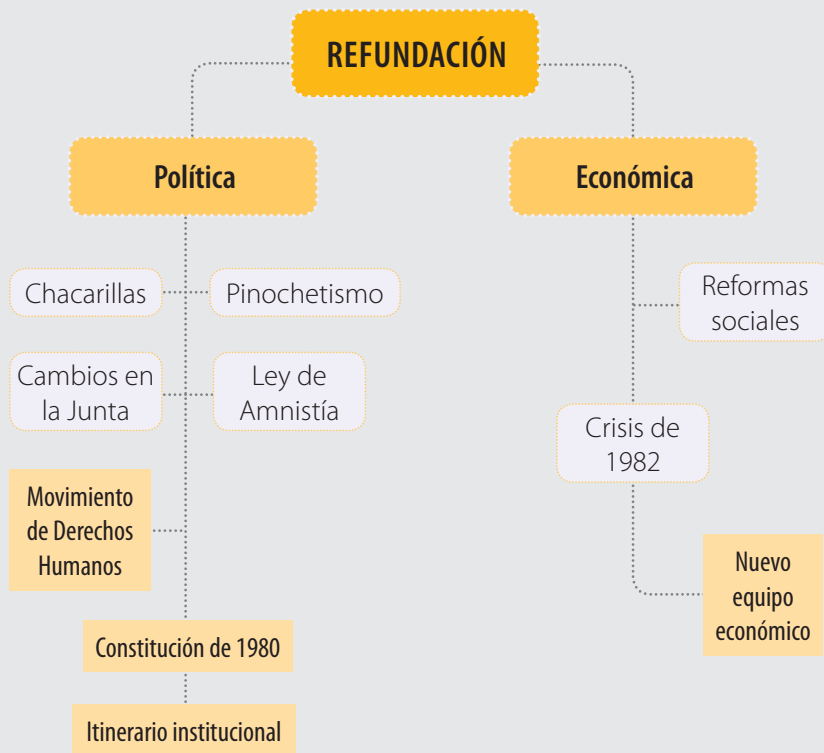 REFUNDACIÓN
Política
Económica
Chacarillas
Pinochetismo
Reformas
sociales
Cambios en
la Junta
Ley de
Amnistía
Crisis de
1982
Movimiento
de Derechos
Humanos
Nuevo
equipo
económico
Constitución de 1980
Itinerario institucional